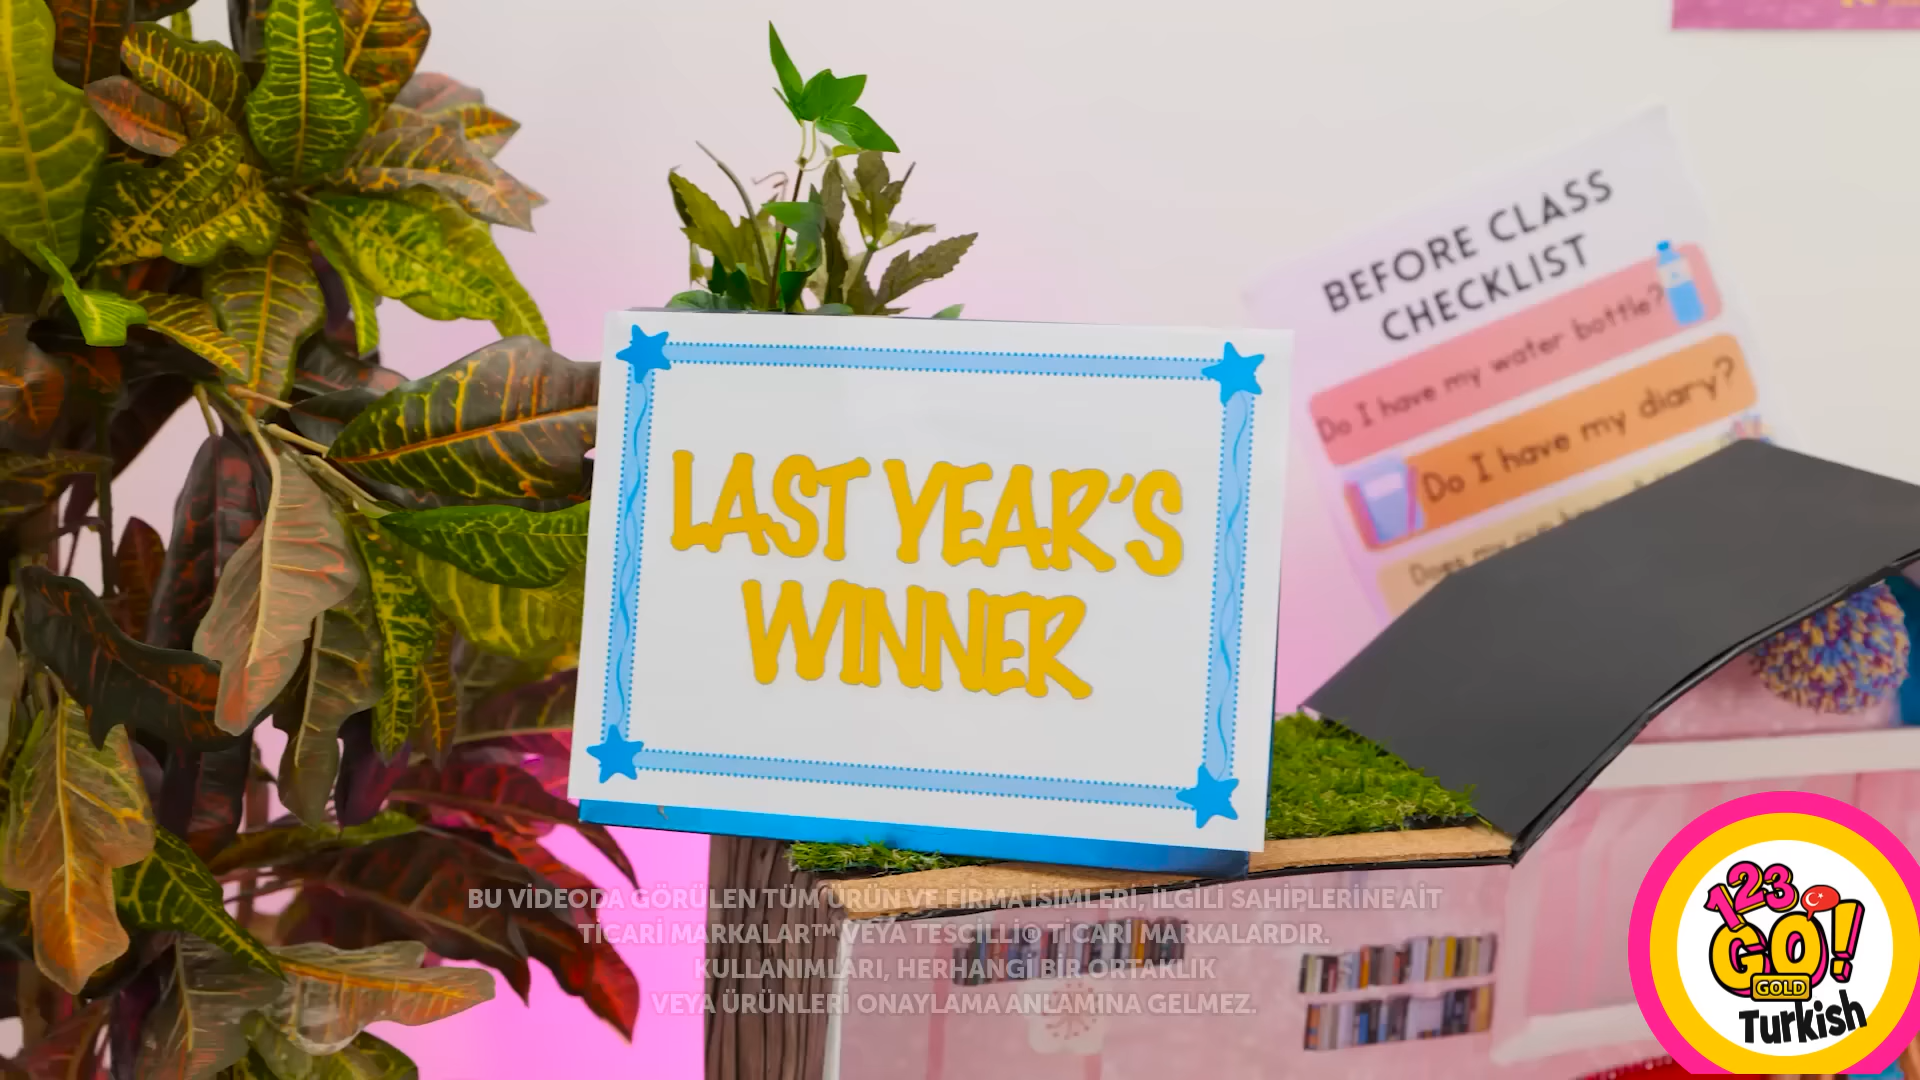 BEFORE CLASS
CHECKLIST
Do I have my water bottle?
Do I have my diary?
LAST YEAR'S
WINNER
BU VİDEODA GÖRÜLEN TÜM ÜRÜN VE FİRMA İSİMLERİ, İLGİLİ SAHİPLERİNE AİT
TİCARİ MARKALAR™ VEYA TESCİLLİ® TİCARİ MARKALARDIR.
KULLANIMLARI, HERHANGİ BİR ORTAKLIK
VEYA ÜRÜNLERİ ONAYLAMA ANLAMINA GELMEZ.
123
GO!
GOLD
Turkish